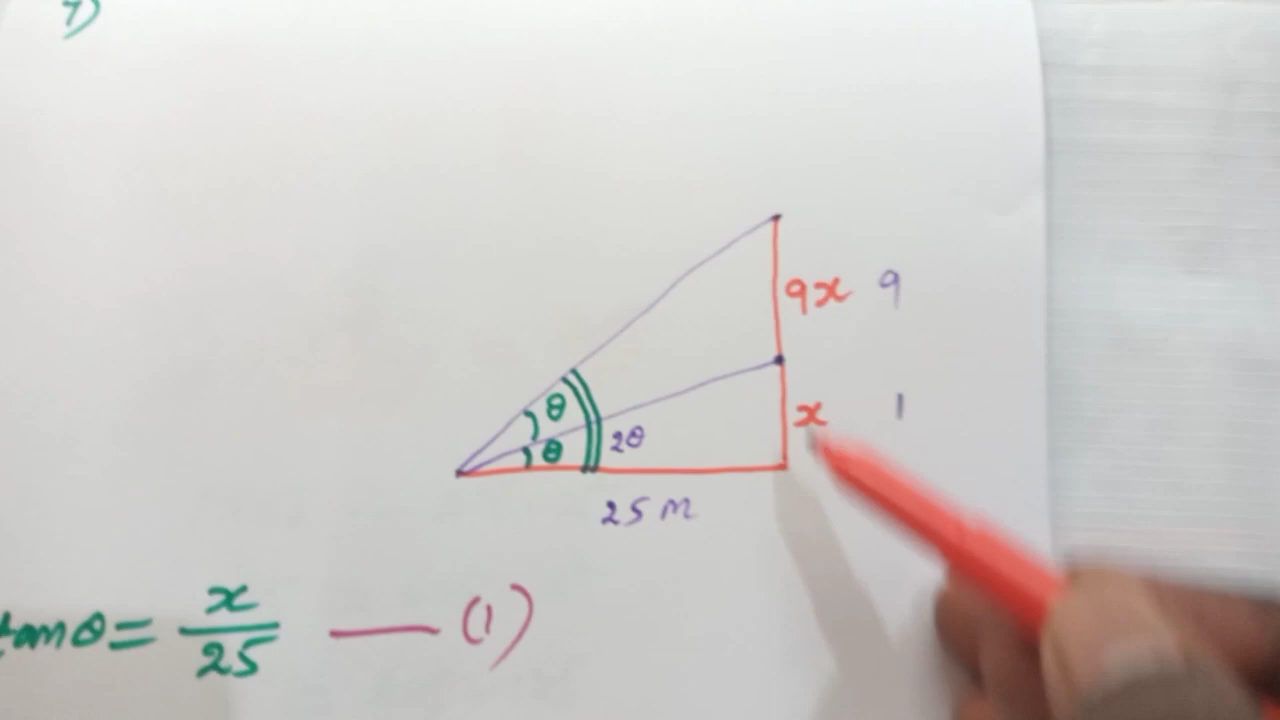 7)
9x 9
x 1
θ
θ
2θ
25 m
tanθ = x/25 — (1)